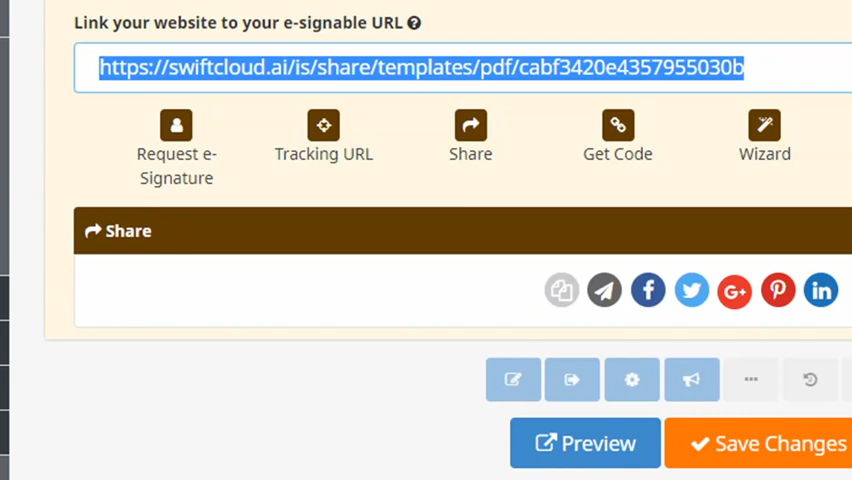 Link your website to your e-signable URL
https://swiftcloud.ai/is/share/templates/pdf/cabf3420e4357955030b
Request e-
Signature
Tracking URL
Share
Get Code
Wizard
Share
Preview
Save Changes